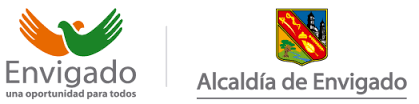 Envigado
una oportunidad para todos
Alcaldía de Envigado